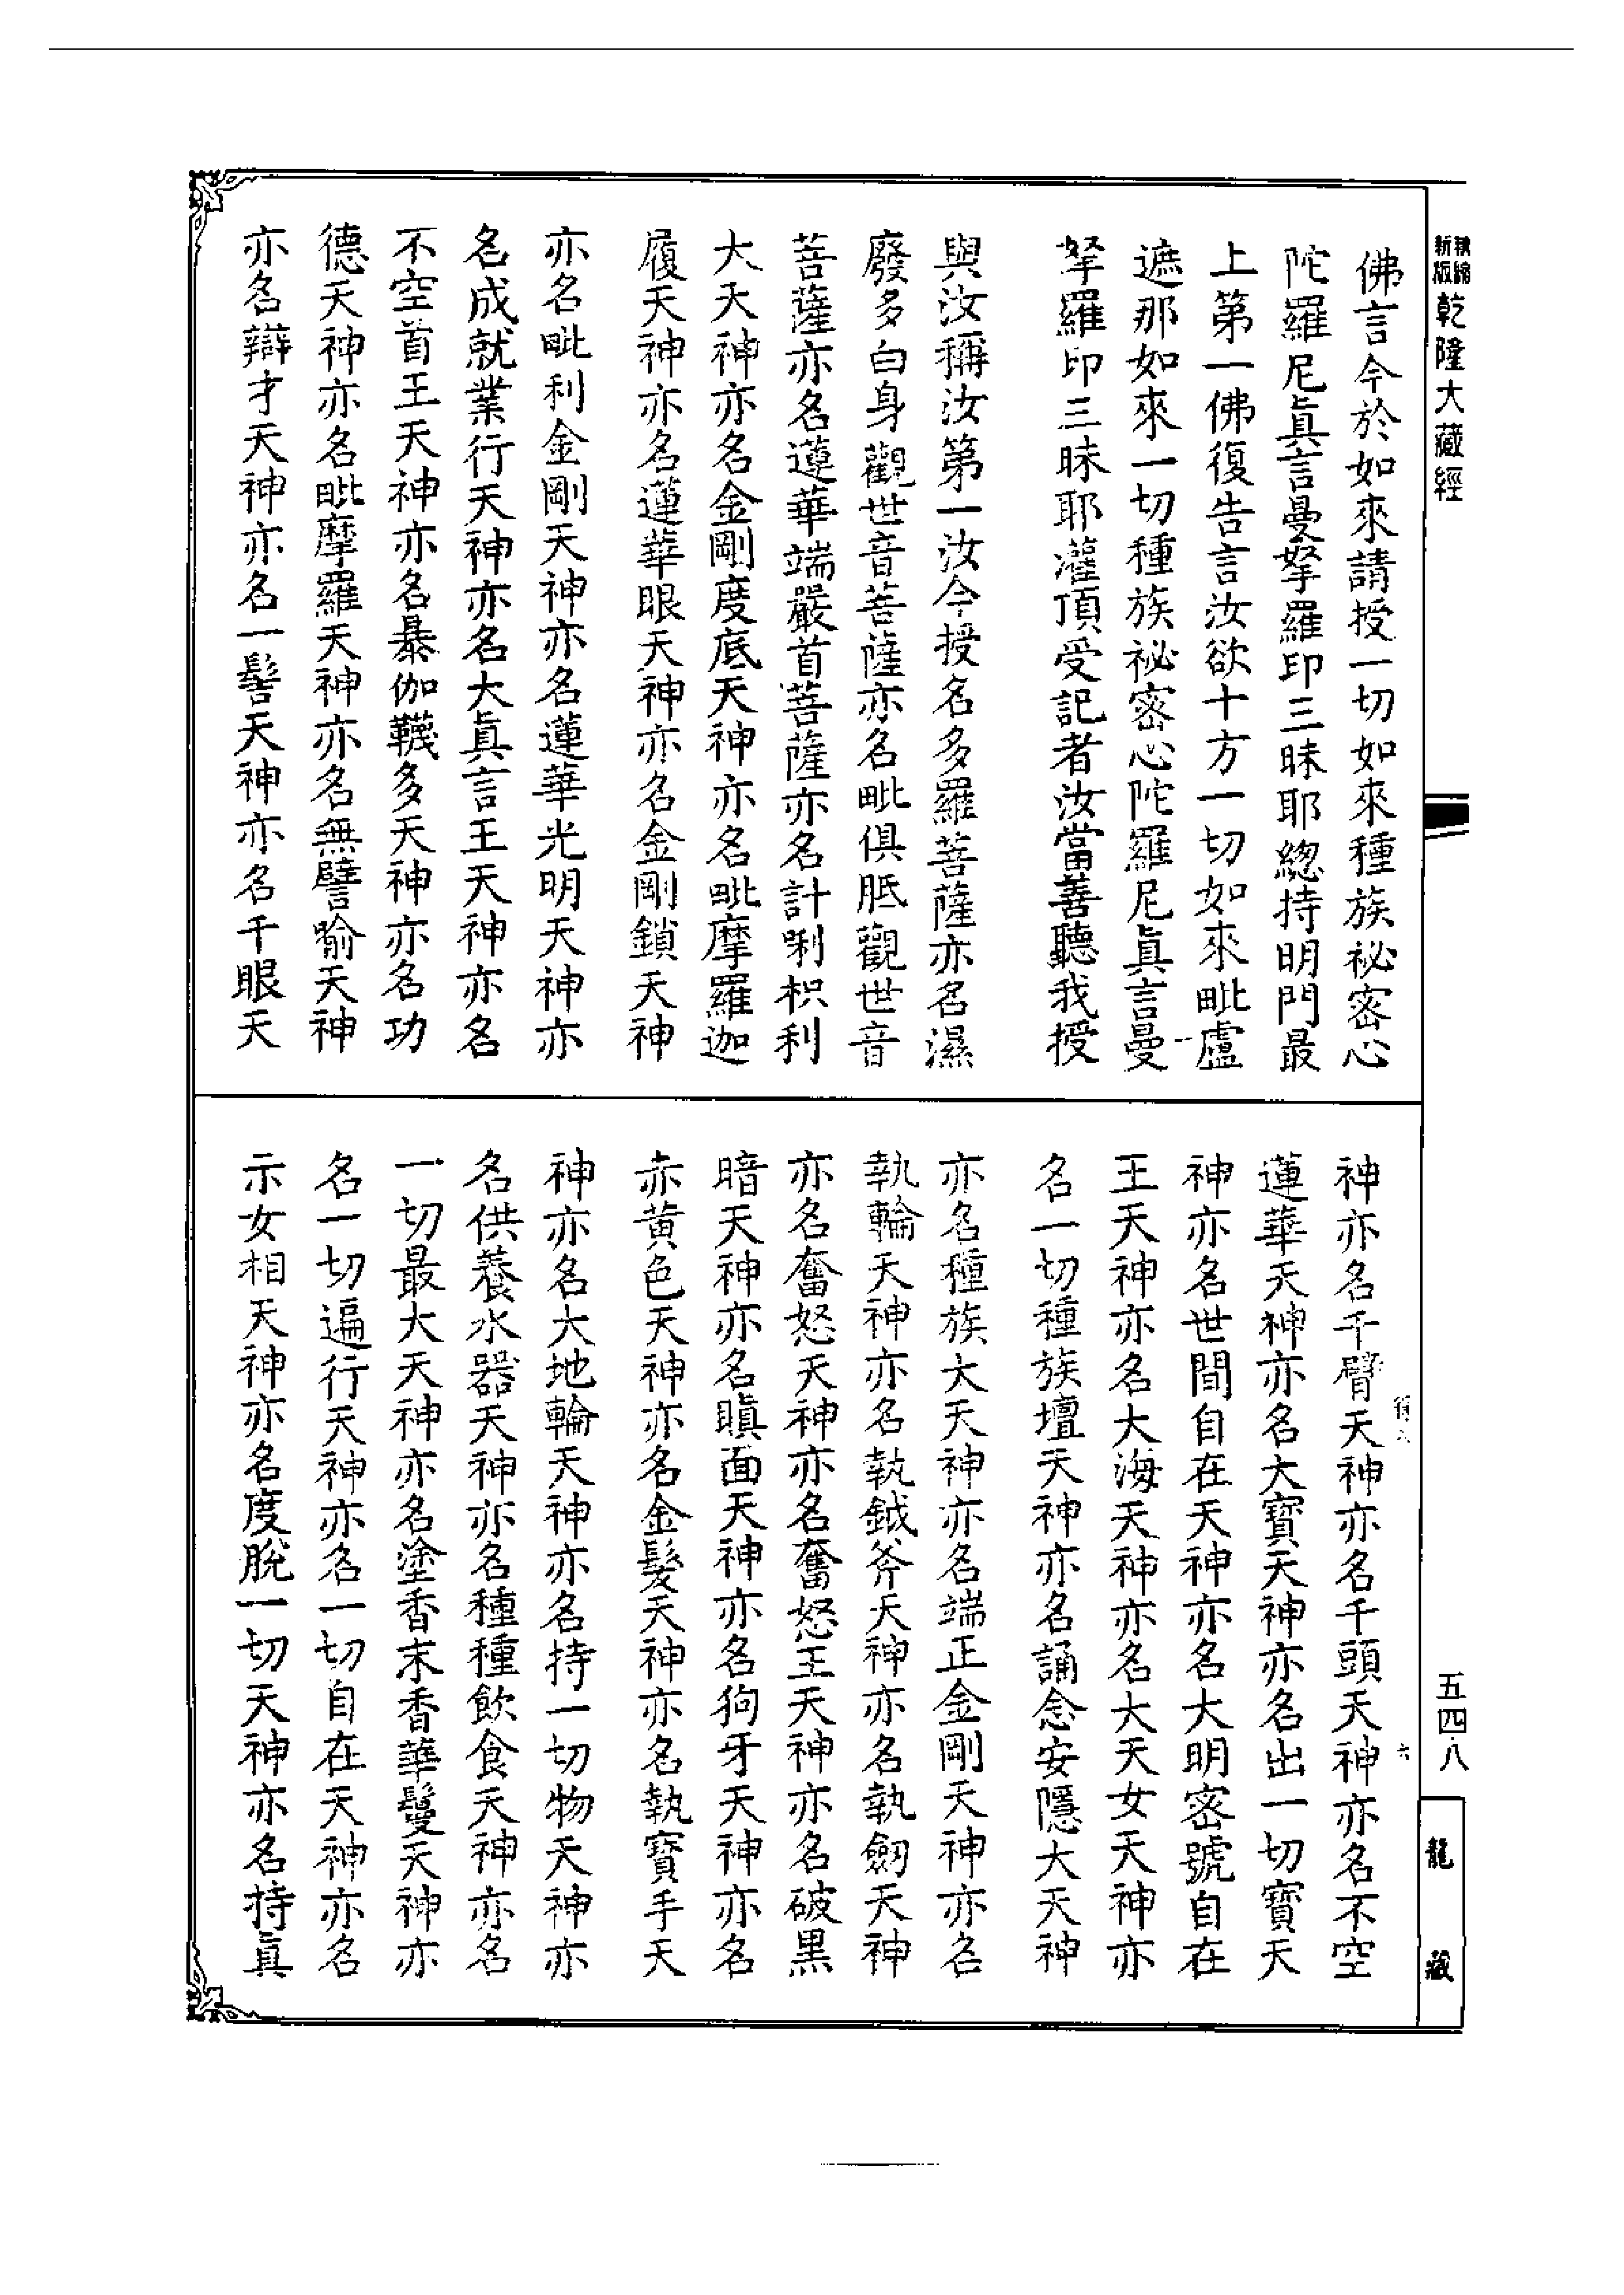 新版
乾隆大藏經
佛言今於如來請授一切如來種族祕密心
陀羅尼眞言曼拏羅印三昧耶總持明門最
上第一佛復告言汝欲十方一切如來毗盧
遮那如來一切種族祕密心陀羅尼眞言曼
拏羅印三昧耶灌頂受記者汝當善聽我授
與汝稱汝第一汝今授名多羅菩薩亦名濕
廢多白身觀世音菩薩亦名毗俱胝觀世音
菩薩亦名蓮華端嚴首菩薩亦名計唎枳利
大天神亦名金剛度底天神亦名毗摩羅迦
履天神亦名蓮華眼天神亦名金剛鎖天神
亦名毗利金剛天神亦名蓮華光明天神亦
名成就業行天神亦名大眞言王天神亦名
不空首王天神亦名暴伽韈多天神亦名功
德天神亦名毗摩羅天神亦名無譬喻天神
亦名辯才天神亦名一髻天神亦名千眼天
神亦名千臂天神亦名千頭天神亦名不空
蓮華天神亦名大寶天神亦名出一切寶天
神亦名世間自在天神亦名大明密號自在
王天神亦名大海天神亦名大天女天神亦
名一切種族壇天神亦名誦念安隱大天神
亦名種族大天神亦名端正金剛天神亦名
執輪天神亦名執鉞斧天神亦名執劒天神
亦名奮怒天神亦名奮怒王天神亦名破黑
暗天神亦名瞋面天神亦名狗牙天神亦名
赤黃色天神亦名金髮天神亦名執寶手天
神亦名大地輪天神亦名持一切物天神亦
名供養水器天神亦名種種飲食天神亦名
一切最大天神亦名塗香末香華鬘天神亦
名一切遍行天神亦名一切自在天神亦名
示女相天神亦名度脫一切天神亦名持眞
六
五四八
龍藏